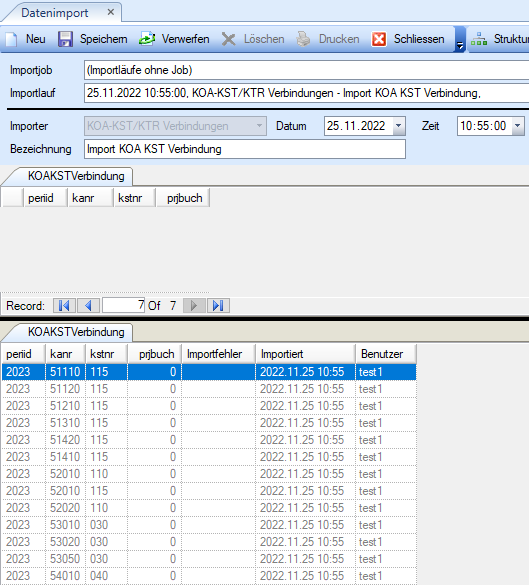 Datenimport ×
Neu Speichern Verwerfen Löschen Drucken Schliessen Struktu
Importjob (Importläufe ohne Job)
Importlauf 25.11.2022 10:55:00, KOA-KST/KTR Verbindungen - Import KOA KST Verbindung,
Importer KOA-KST/KTR Verbindungen Datum 25.11.2022 Zeit 10:55:00
Bezeichnung Import KOA KST Verbindung
KOAKSTVerbindung
periid kanr kstnr prjbuch
Record: 7 Of 7
KOAKSTVerbindung
periid kanr kstnr prjbuch Importfehler Importiert Benutzer
2023 51110 115 0 2022.11.25 10:55 test1
2023 51120 115 0 2022.11.25 10:55 test1
2023 51210 115 0 2022.11.25 10:55 test1
2023 51310 115 0 2022.11.25 10:55 test1
2023 51420 115 0 2022.11.25 10:55 test1
2023 51410 115 0 2022.11.25 10:55 test1
2023 52010 110 0 2022.11.25 10:55 test1
2023 52010 115 0 2022.11.25 10:55 test1
2023 52020 110 0 2022.11.25 10:55 test1
2023 53010 030 0 2022.11.25 10:55 test1
2023 53020 030 0 2022.11.25 10:55 test1
2023 53050 030 0 2022.11.25 10:55 test1
2023 54010 040 0 2022.11.25 10:55 test1